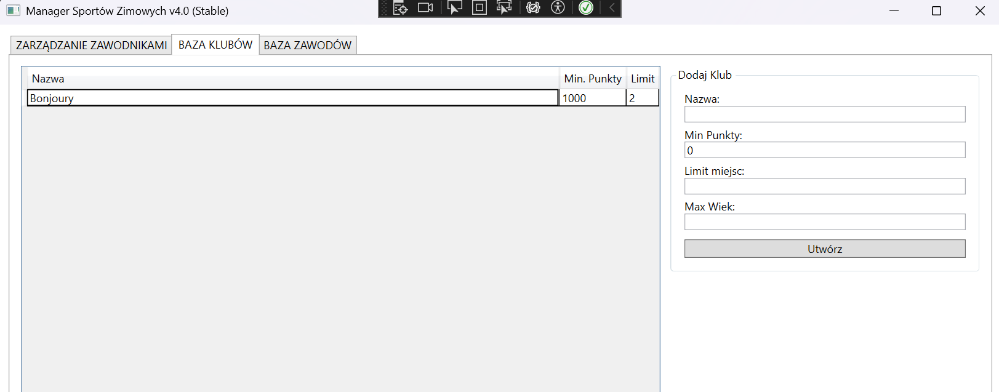 Manager Sportów Zimowych v4.0 (Stable)
ZARZĄDZANIE ZAWODNIKAMI BAZA KLUBÓW BAZA ZAWODÓW
Nazwa Min. Punkty Limit
Bonjoury 1000 2
Dodaj Klub
Nazwa:
Min Punkty:
0
Limit miejsc:
Max Wiek:
Utwórz